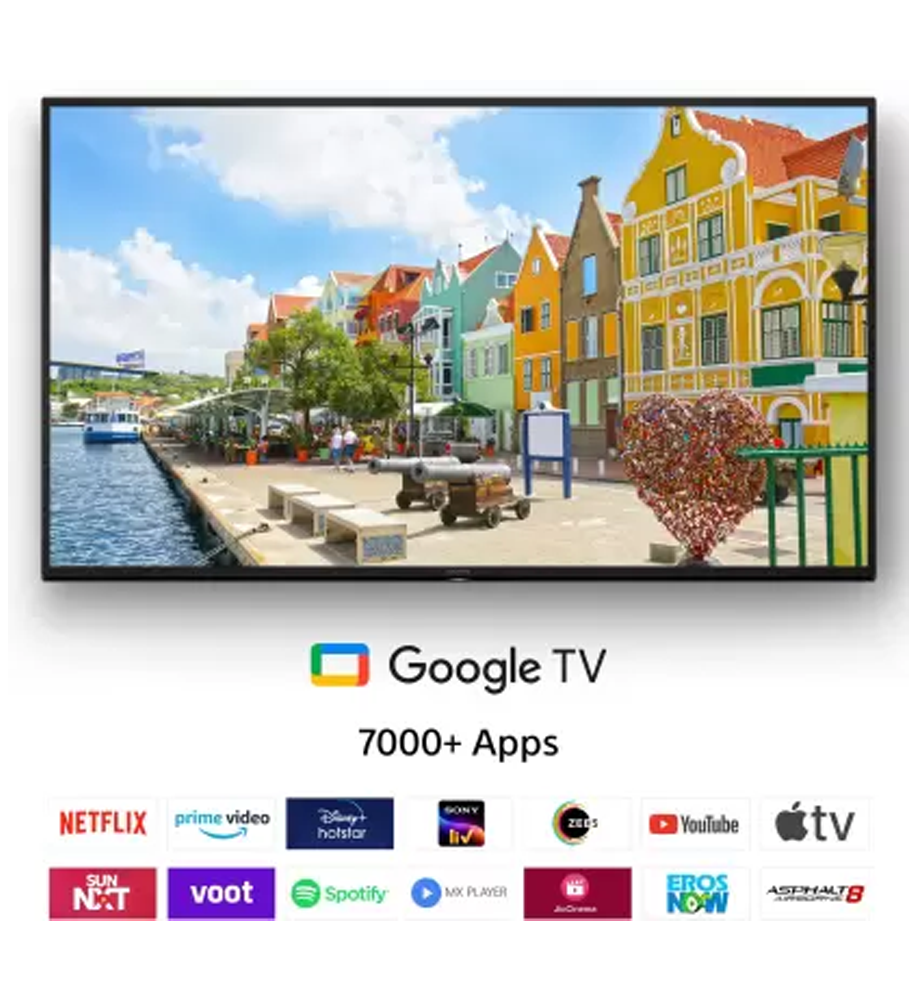 Google TV
7000+ Apps
NETFLIX
prime video
Disney+
hotstar
SONY
liv
ZEE5
YouTube
tv
SUN
NXT
voot
Spotify
MX PLAYER
JioCinema
EROS
NOW
ASPHALT 8
AIRBORNE